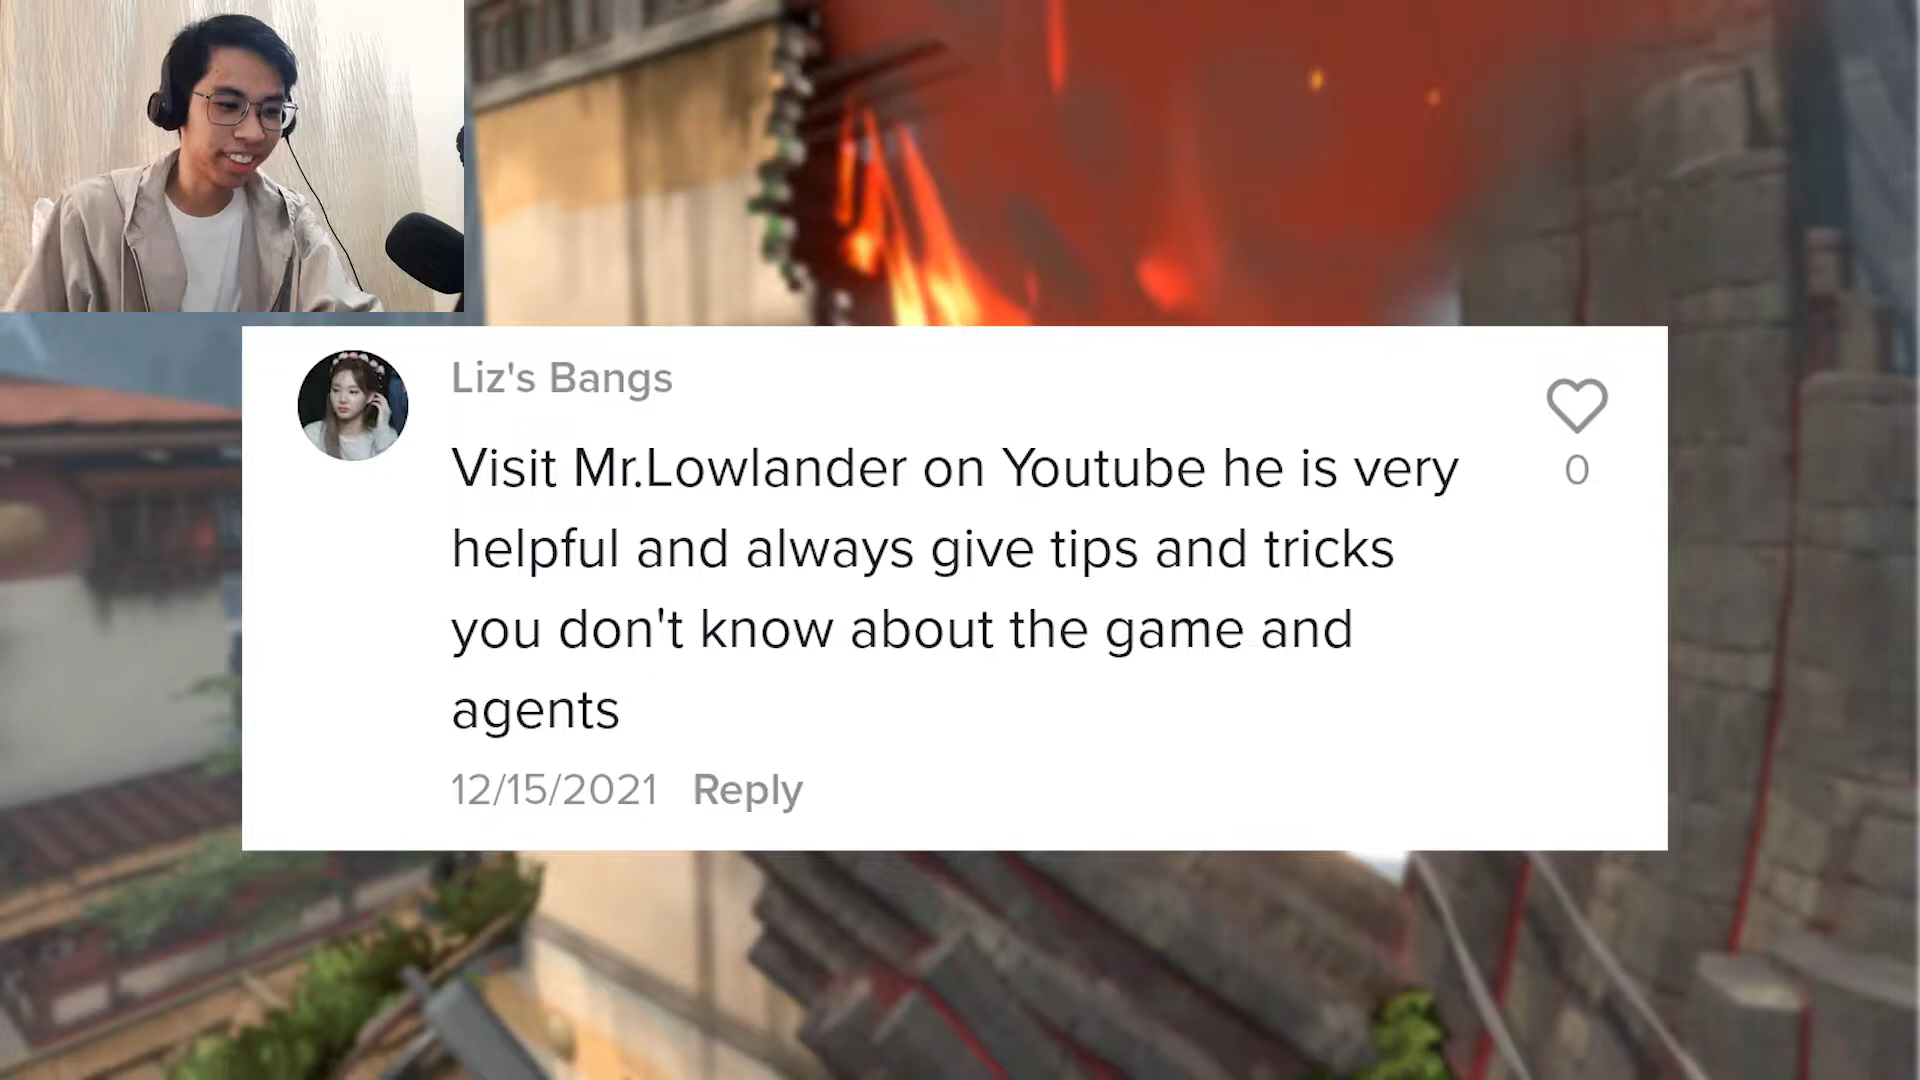 Liz's Bangs
Visit Mr.Lowlander on Youtube he is very
helpful and always give tips and tricks
you don't know about the game and
agents
0
12/15/2021 Reply